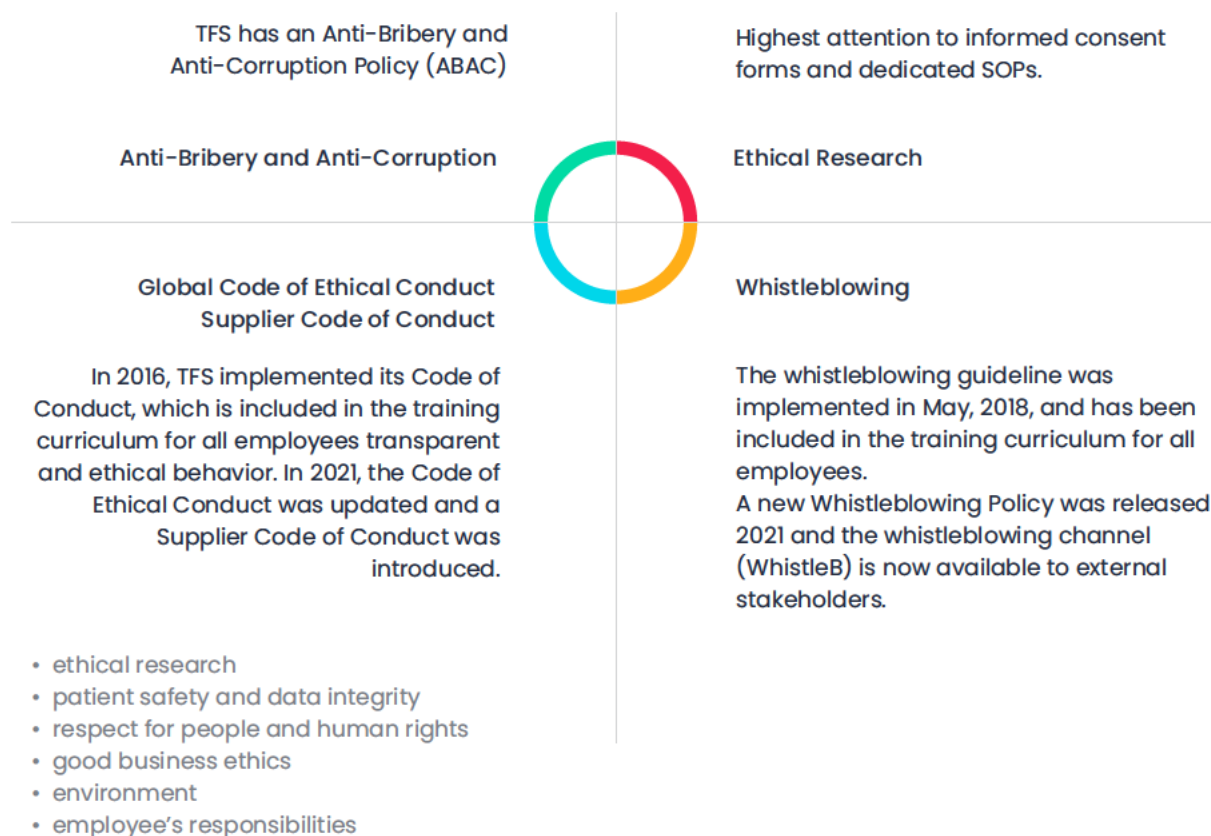 TFS has an Anti-Bribery and
Anti-Corruption Policy (ABAC)
Anti-Bribery and Anti-Corruption
Highest attention to informed consent
forms and dedicated SOPs.
Ethical Research
Global Code of Ethical Conduct
Supplier Code of Conduct
In 2016, TFS implemented its Code of
Conduct, which is included in the training
curriculum for all employees transparent
and ethical behavior. In 2021, the Code of
Ethical Conduct was updated and a
Supplier Code of Conduct was
introduced.
• ethical research
• patient safety and data integrity
• respect for people and human rights
• good business ethics
• environment
• employee's responsibilities
Whistleblowing
The whistleblowing guideline was
implemented in May, 2018, and has been
included in the training curriculum for all
employees.
A new Whistleblowing Policy was released
2021 and the whistleblowing channel
(WhistleB) is now available to external
stakeholders.